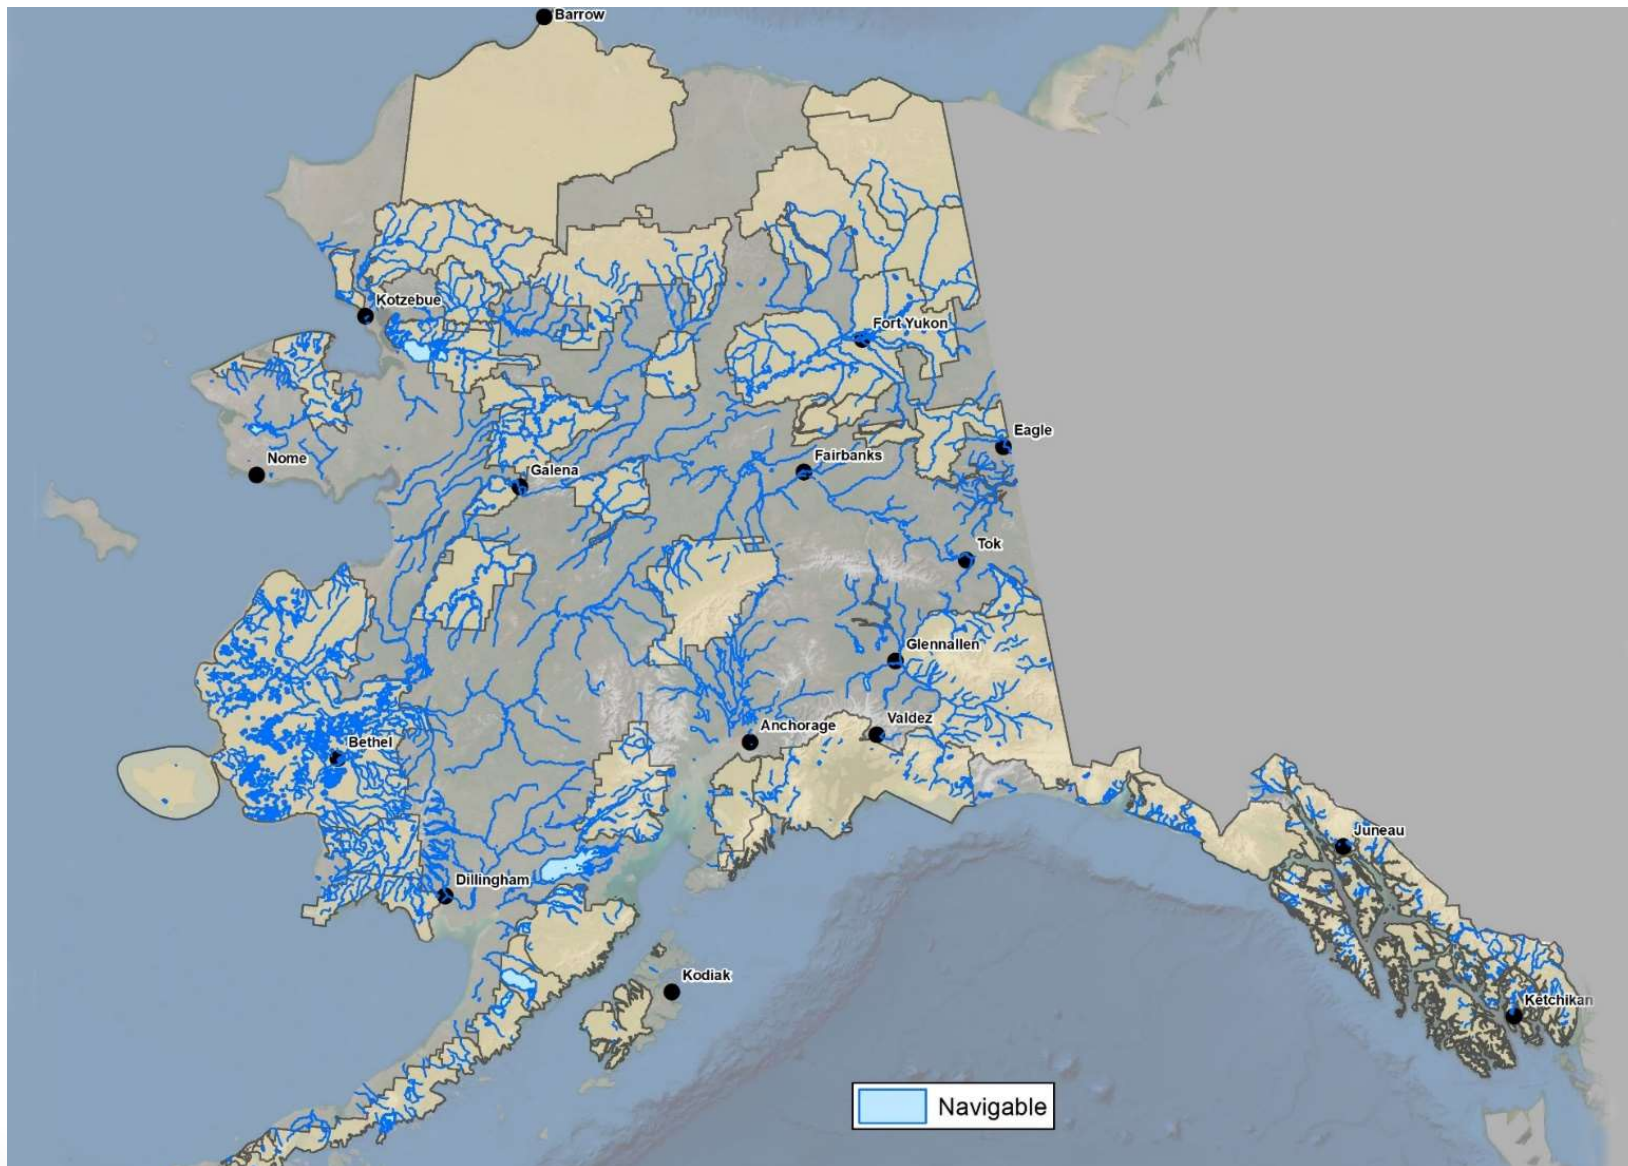 Barrow
Kotzebue
Fort Yukon
Eagle
Nome
Galena
Fairbanks
Tok
Glennallen
Bethel
Anchorage
Valdez
Juneau
Dillingham
Kodiak
Ketchikan
Navigable